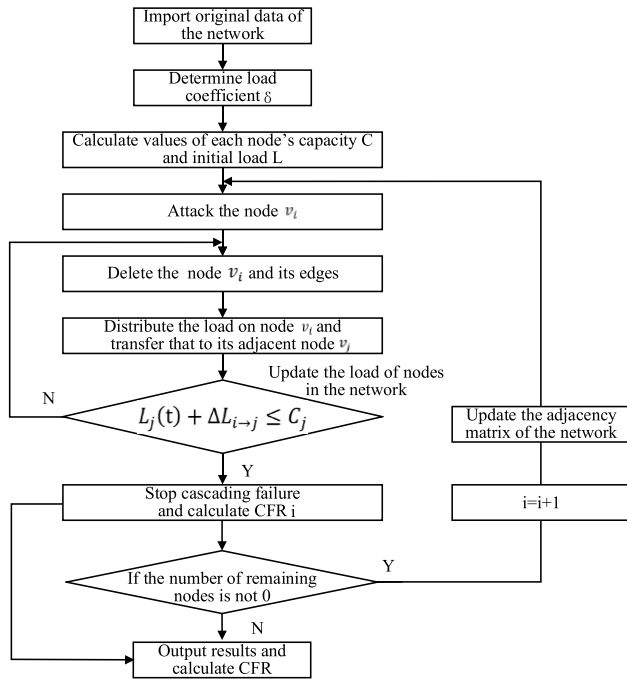 Import original data of
the network
Determine load
coefficient δ
Calculate values of each node's capacity C
and initial load L
Attack the node vᵢ
Delete the node vᵢ and its edges
Distribute the load on node vᵢ and
transfer that to its adjacent node vⱼ
Update the load of nodes
in the network
N
Lⱼ(t) + ΔLᵢ→ⱼ ≤ Cⱼ
Update the adjacency
matrix of the network
Y
Stop cascading failure
and calculate CFR i
i=i+1
If the number of remaining
nodes is not 0
Y
N
Output results and
calculate CFR